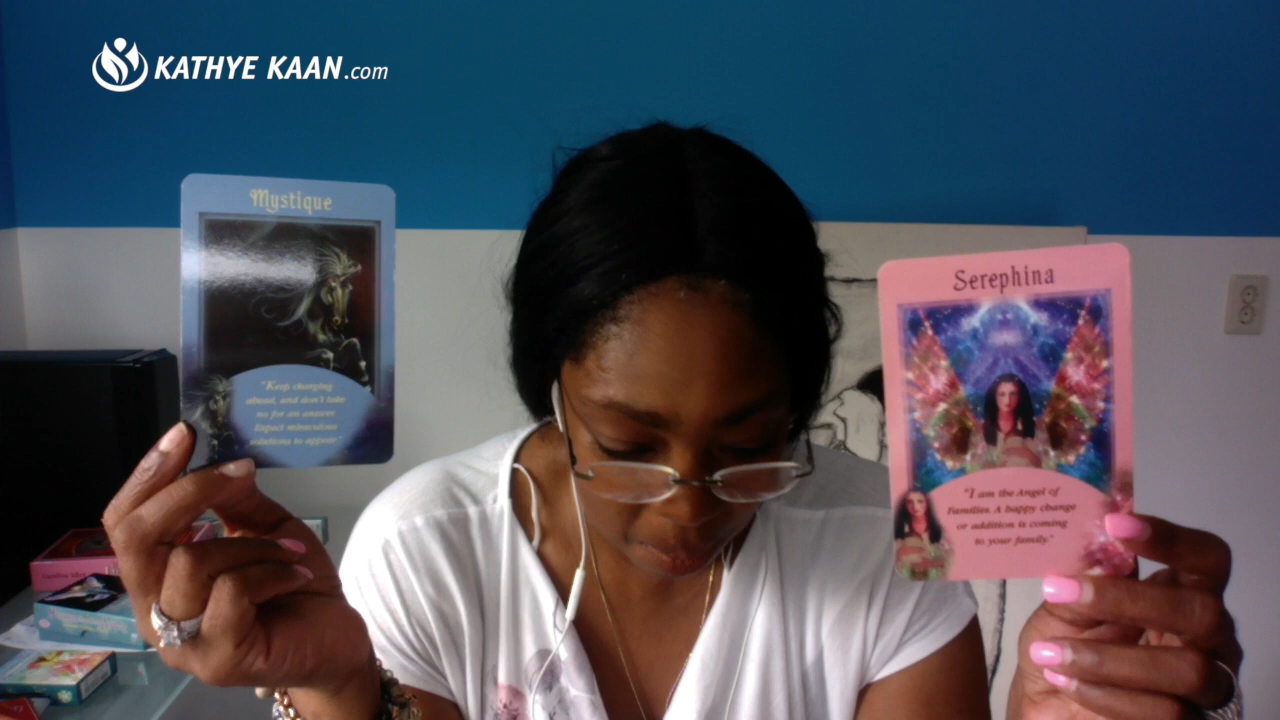 KATHYE KAAN.com
Mystique
"Keep charging
ahead, and don't take
no for an answer.
Expect miraculous
solutions to appear."
Serephina
"I am the Angel of
Families. A happy change
or addition is coming
to your family."